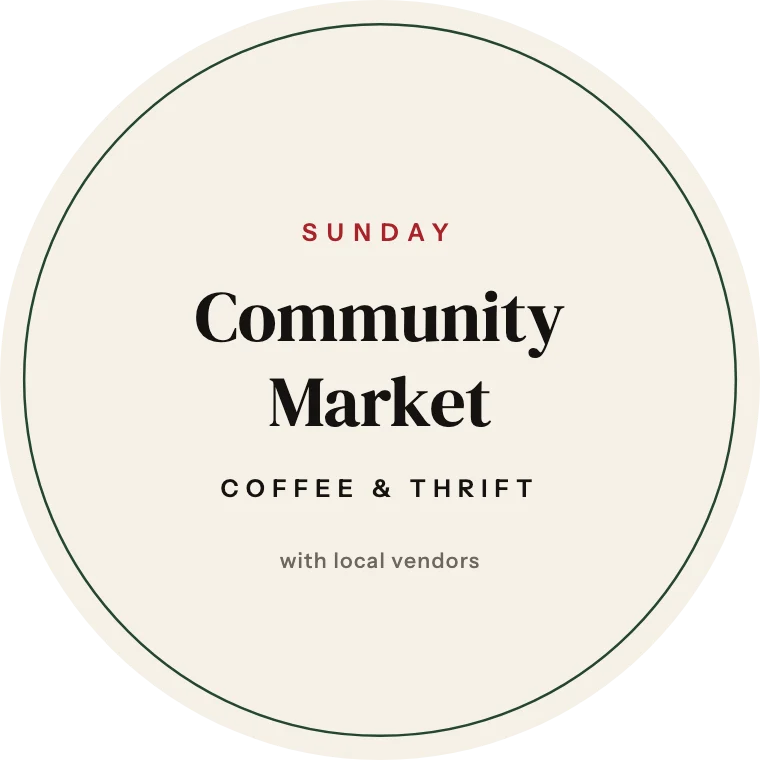 SUNDAY
Community
Market
COFFEE & THRIFT
with local vendors